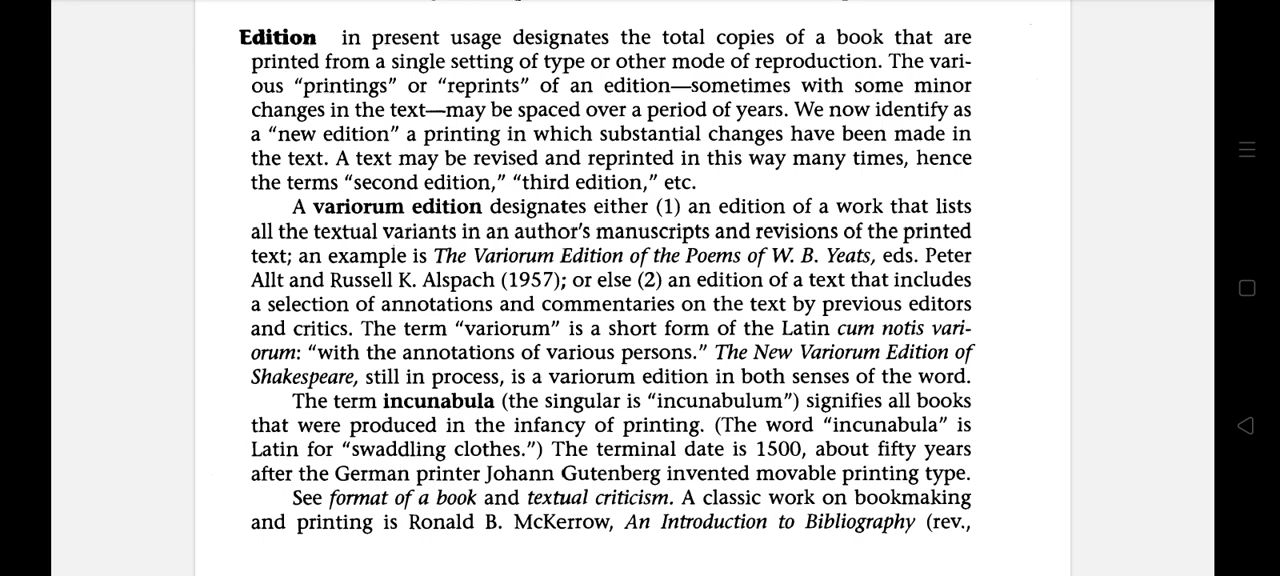 Edition in present usage designates the total copies of a book that are
printed from a single setting of type or other mode of reproduction. The vari-
ous “printings” or “reprints” of an edition—sometimes with some minor
changes in the text—may be spaced over a period of years. We now identify as
a “new edition” a printing in which substantial changes have been made in
the text. A text may be revised and reprinted in this way many times, hence
the terms “second edition,” “third edition,” etc.
A variorum edition designates either (1) an edition of a work that lists
all the textual variants in an author’s manuscripts and revisions of the printed
text; an example is The Variorum Edition of the Poems of W. B. Yeats, eds. Peter
Allt and Russell K. Alspach (1957); or else (2) an edition of a text that includes
a selection of annotations and commentaries on the text by previous editors
and critics. The term “variorum” is a short form of the Latin cum notis vari-
orum: “with the annotations of various persons.” The New Variorum Edition of
Shakespeare, still in process, is a variorum edition in both senses of the word.
The term incunabula (the singular is “incunabulum”) signifies all books
that were produced in the infancy of printing. (The word “incunabula” is
Latin for “swaddling clothes.”) The terminal date is 1500, about fifty years
after the German printer Johann Gutenberg invented movable printing type.
See format of a book and textual criticism. A classic work on bookmaking
and printing is Ronald B. McKerrow, An Introduction to Bibliography (rev.,